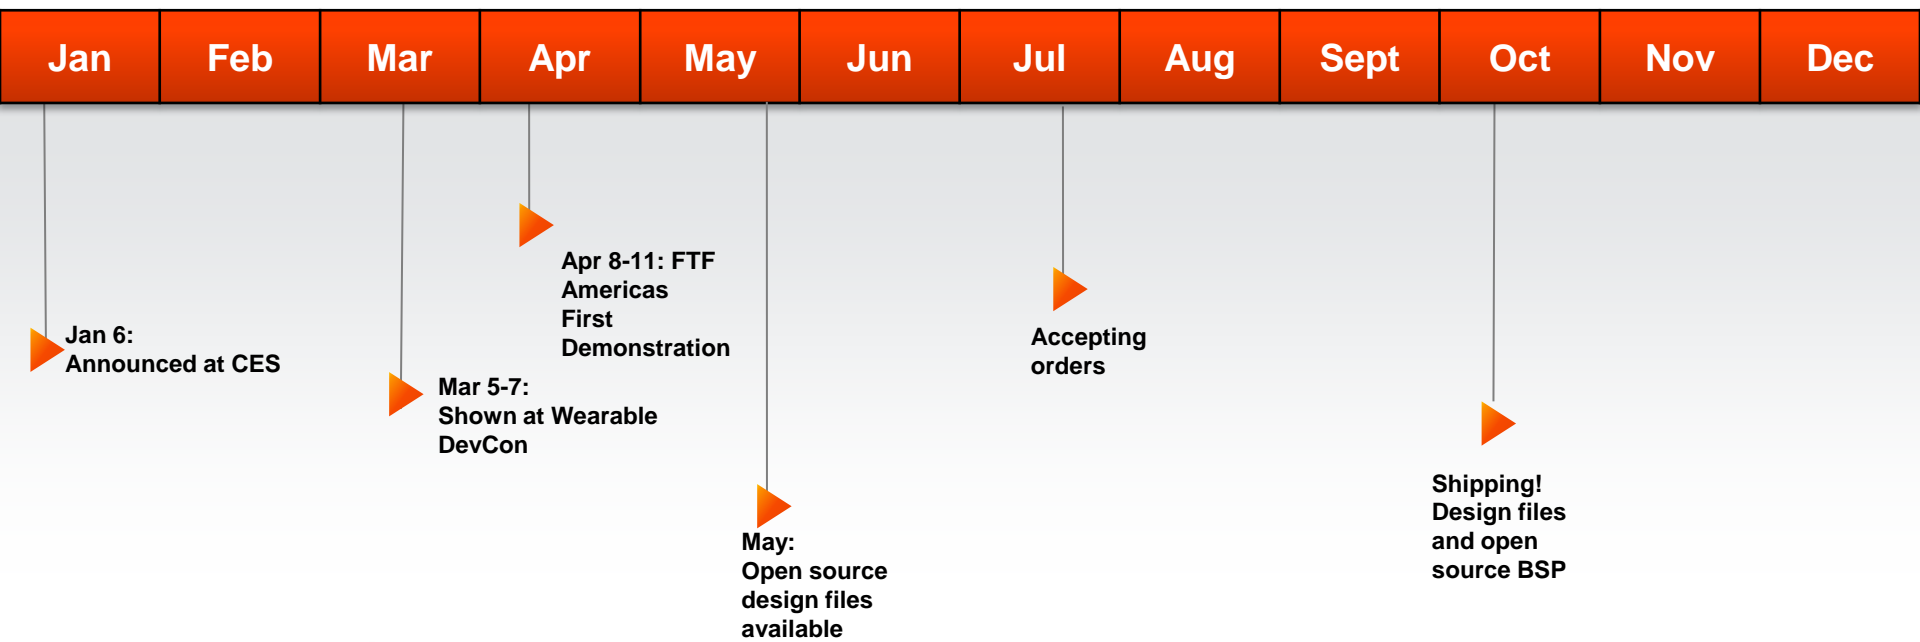 Jan Feb Mar Apr May Jun Jul Aug Sept Oct Nov Dec
Jan 6:
Announced at CES
Mar 5-7:
Shown at Wearable
DevCon
Apr 8-11: FTF
Americas
First
Demonstration
May:
Open source
design files
available
Accepting
orders
Shipping!
Design files
and open
source BSP